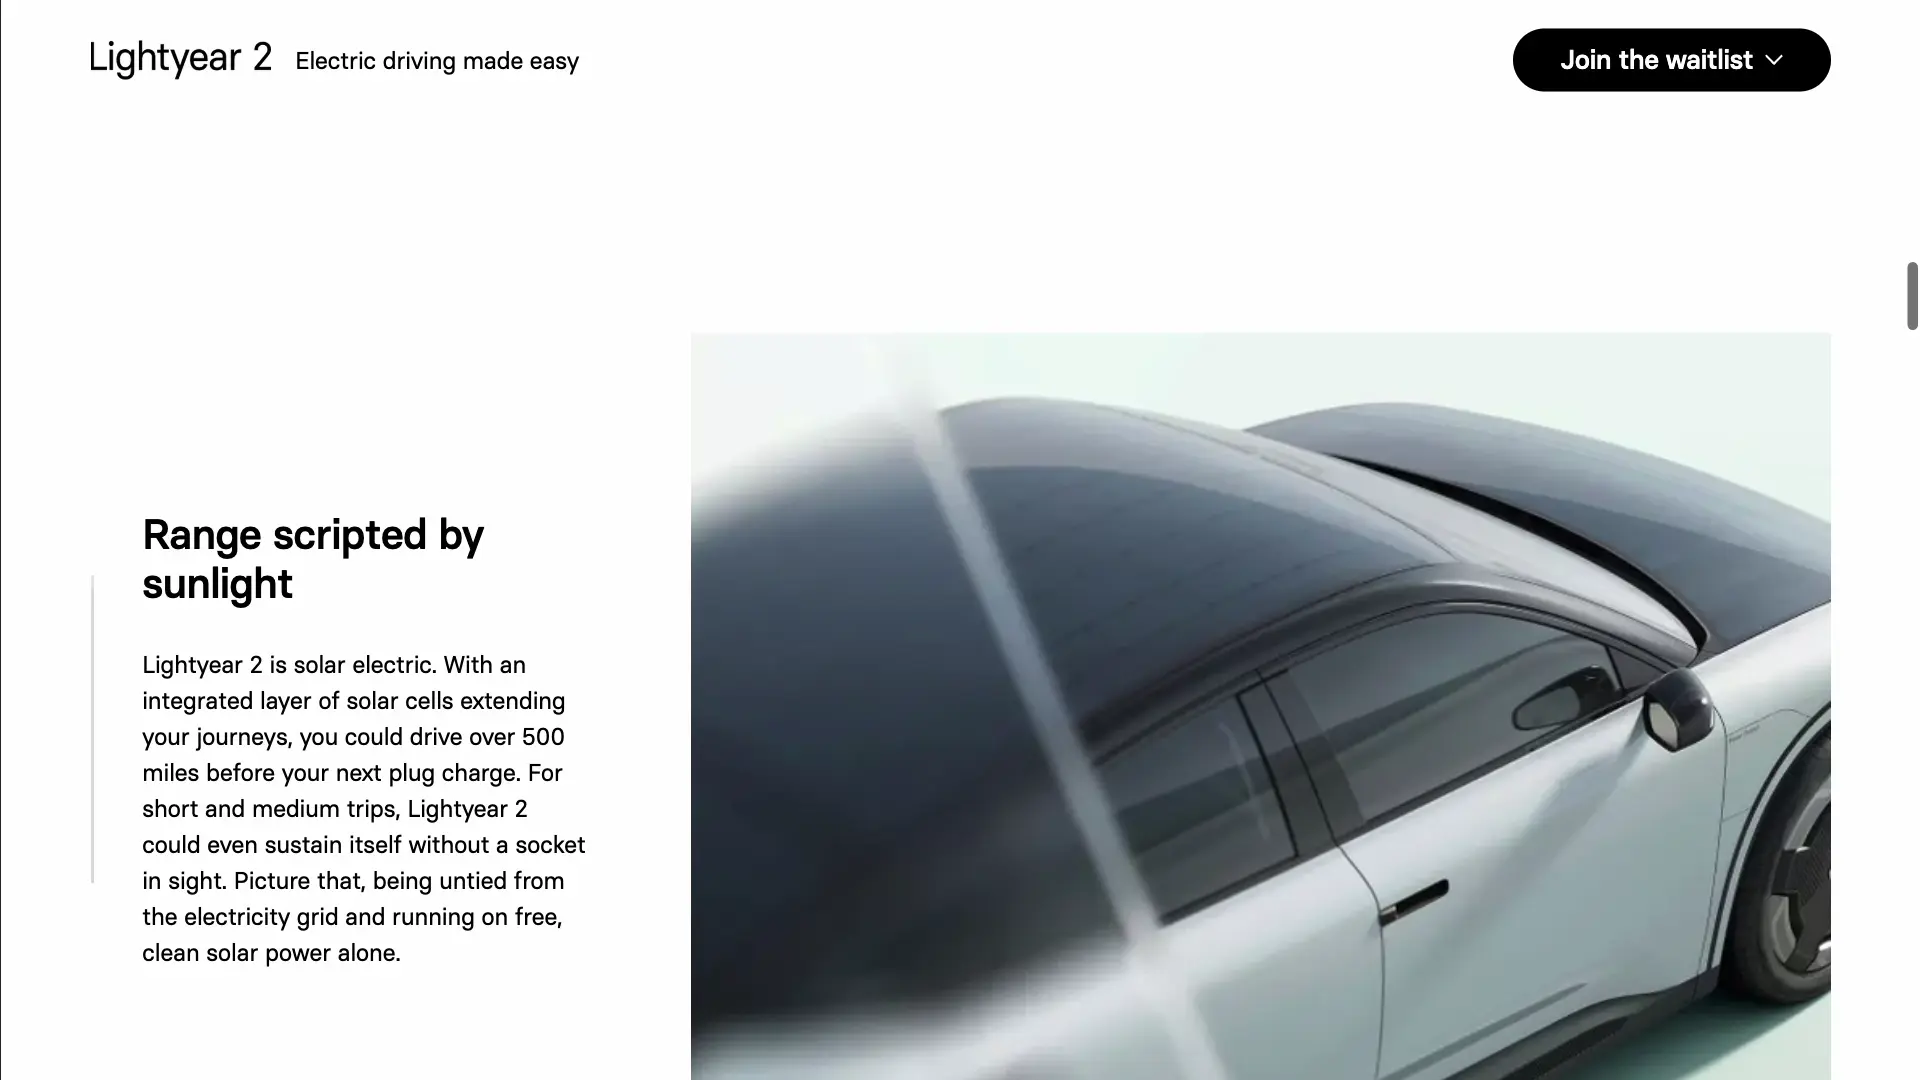 Lightyear 2 Electric driving made easy
Join the waitlist
Range scripted by
sunlight
Lightyear 2 is solar electric. With an
integrated layer of solar cells extending
your journeys, you could drive over 500
miles before your next plug charge. For
short and medium trips, Lightyear 2
could even sustain itself without a socket
in sight. Picture that, being untied from
the electricity grid and running on free,
clean solar power alone.